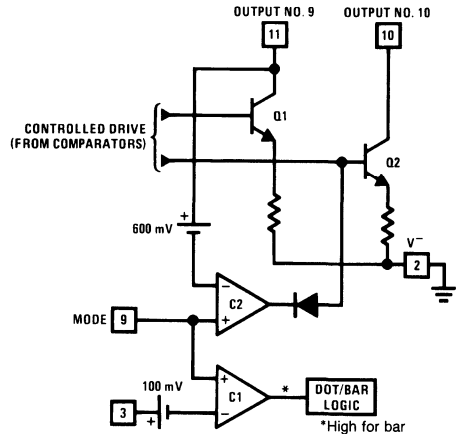 OUTPUT NO. 9
OUTPUT NO. 10
11
10
Q1
CONTROLLED DRIVE
(FROM COMPARATORS)
Q2
+
600 mV
V−
2
−
C2
+
MODE
9
100 mV
+
C1
−
*
DOT/BAR
LOGIC
3
+
*High for bar